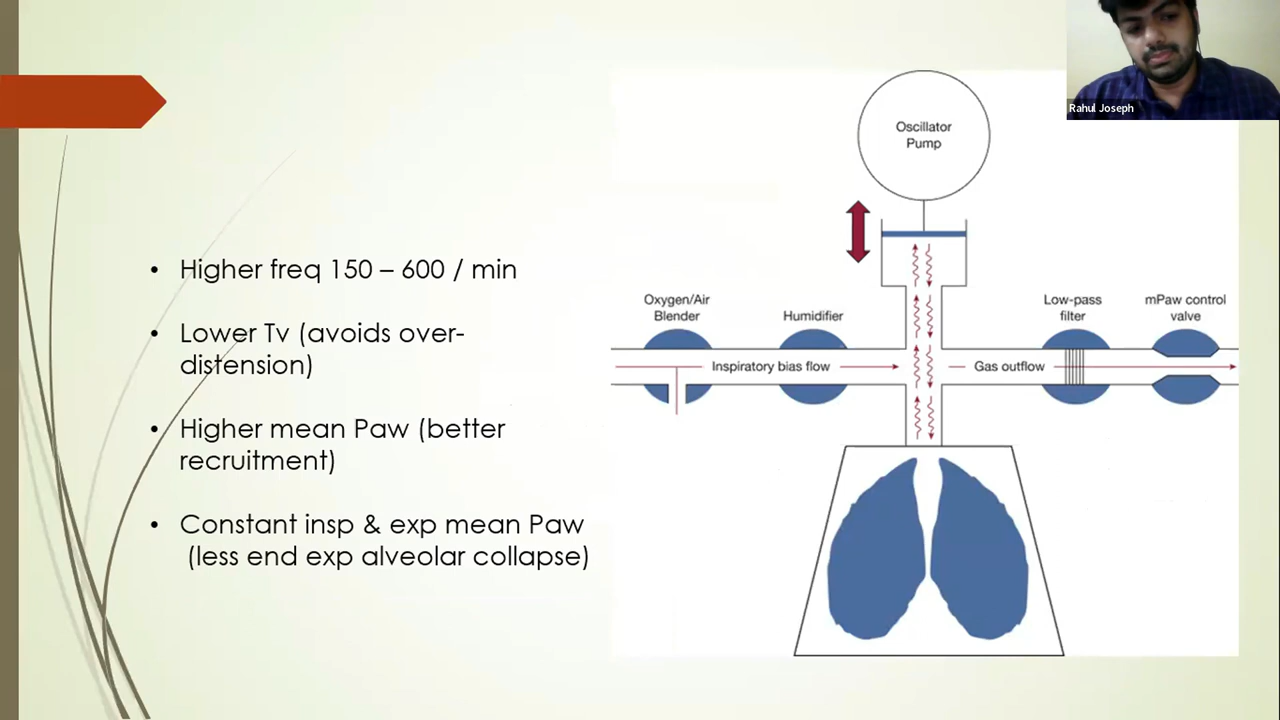 Rahul Joseph
• Higher freq 150 – 600 / min
• Lower Tv (avoids over-
distension)
• Higher mean Paw (better
recruitment)
• Constant insp & exp mean Paw
(less end exp alveolar collapse)
Oscillator
Pump
Oxygen/Air
Blender
Humidifier
Low-pass
filter
mPaw control
valve
Inspiratory bias flow
Gas outflow